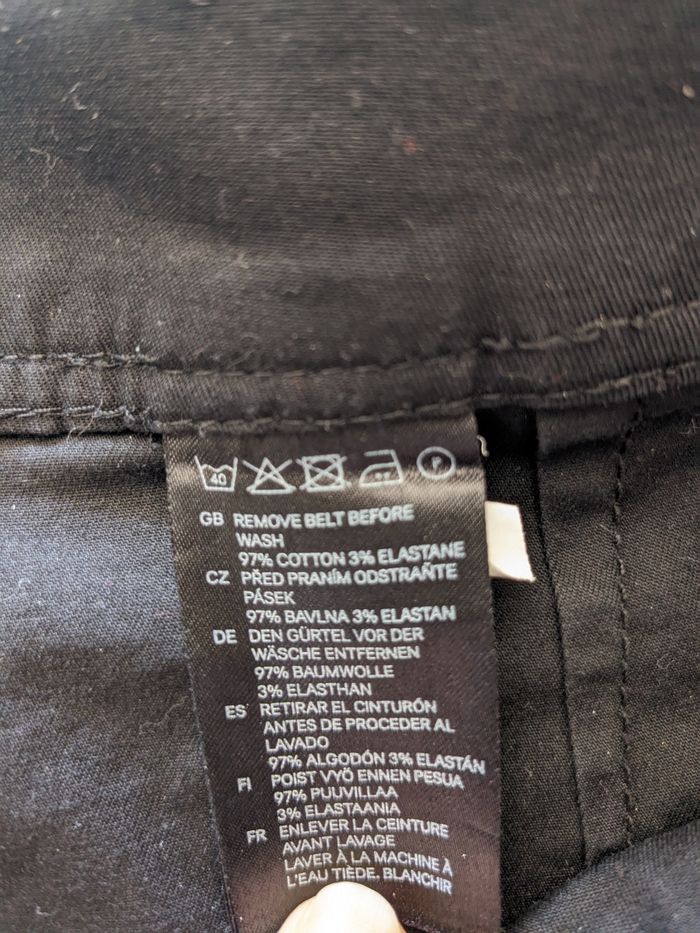 40
P
GB REMOVE BELT BEFORE
WASH
97% COTTON 3% ELASTANE
CZ PŘED PRANÍM ODSTRAŇTE
PÁSEK
97% BAVLNA 3% ELASTAN
DE DEN GÜRTEL VOR DER
WÄSCHE ENTFERNEN
97% BAUMWOLLE
3% ELASTHAN
ES RETIRAR EL CINTURÓN
ANTES DE PROCEDER AL
LAVADO
97% ALGODÓN 3% ELASTÁN
FI POIST VYÖ ENNEN PESUA
97% PUUVILLAA
3% ELASTAANIA
FR ENLEVER LA CEINTURE
AVANT LAVAGE
LAVER À LA MACHINE À
L'EAU TIÈDE, BLANCHIR